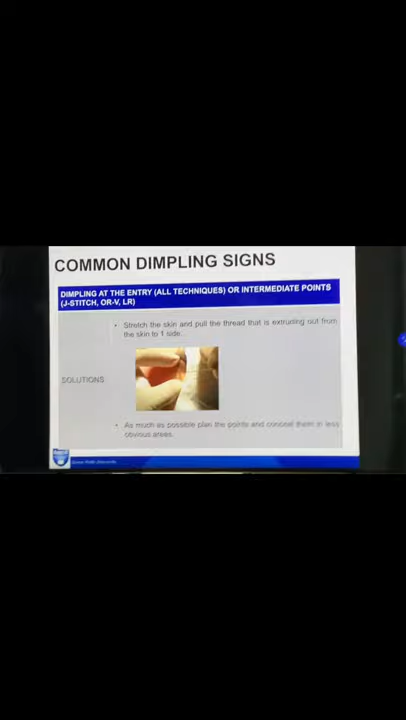 COMMON DIMPLING SIGNS
DIMPLING AT THE ENTRY (ALL TECHNIQUES) OR INTERMEDIATE POINTS
(J-STITCH, OR-V, LR)
• Stretch the skin and pull the thread that is extruding out from
the skin to 1 side...
SOLUTIONS
• As much as possible plan the points and conceal them in less
obvious areas.